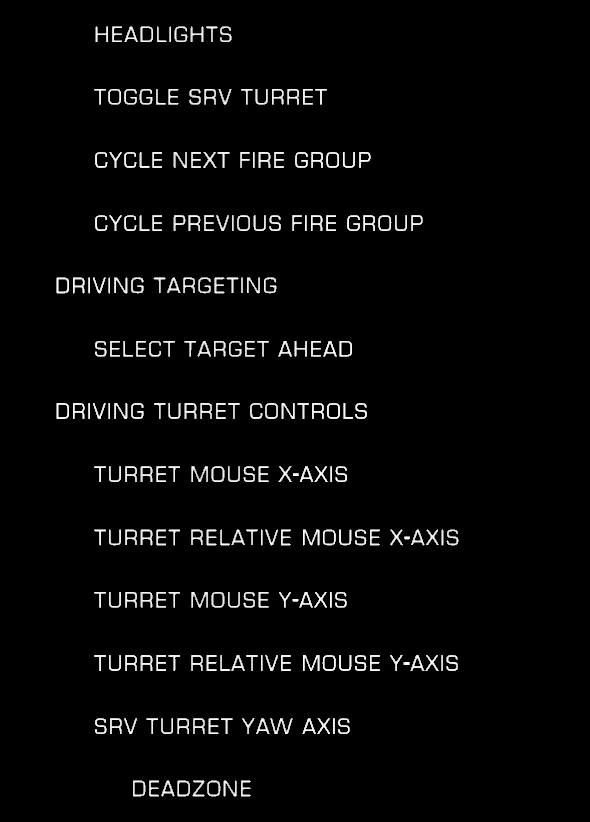 HEADLIGHTS
TOGGLE SRV TURRET
CYCLE NEXT FIRE GROUP
CYCLE PREVIOUS FIRE GROUP
DRIVING TARGETING
SELECT TARGET AHEAD
DRIVING TURRET CONTROLS
TURRET MOUSE X-AXIS
TURRET RELATIVE MOUSE X-AXIS
TURRET MOUSE Y-AXIS
TURRET RELATIVE MOUSE Y-AXIS
SRV TURRET YAW AXIS
DEADZONE